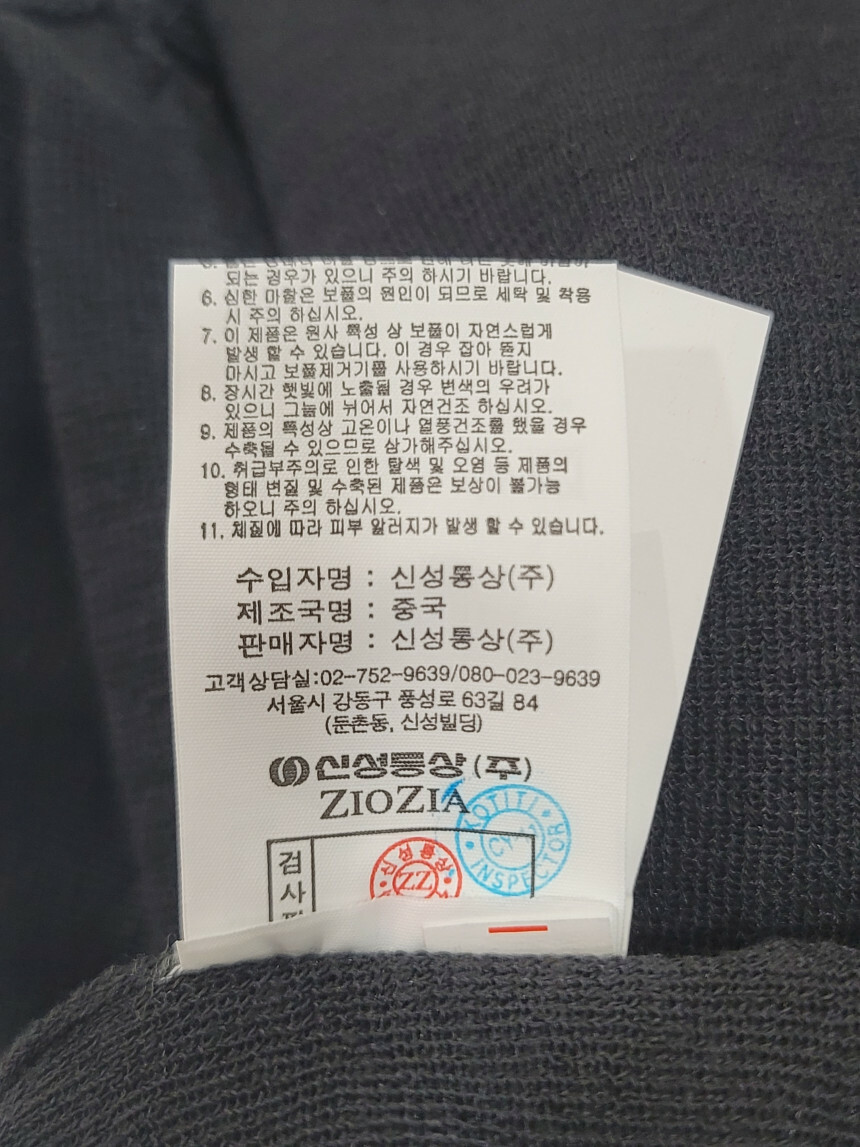 되는 경우가 있으니 주의 하시기 바랍니다.
6. 심한 마찰은 보풀의 원인이 되므로 세탁 및 착용
시 주의 하십시오.
7. 이 제품은 원사 특성 상 보풀이 자연스럽게
발생 할 수 있습니다. 이 경우 잡아 뜯지
마시고 보풀제거기를 사용하시기 바랍니다.
8. 장시간 햇빛에 노출될 경우 변색의 우려가
있으니 그늘에 뉘어서 자연건조 하십시오.
9. 제품의 특성상 고온이나 열풍건조를 했을 경우
수축될 수 있으므로 삼가해주십시오.
10. 취급부주의로 인한 탈색 및 오염 등 제품의
형태 변질 및 수축된 제품은 보상이 불가능
하오니 주의 하십시오.
11. 체질에 따라 피부 알러지가 발생 할 수 있습니다.
수입자명 : 신성통상(주)
제조국명 : 중국
판매자명 : 신성통상(주)
고객상담실:02-752-9639/080-023-9639
서울시 강동구 풍성로 63길 84
(둔촌동, 신성빌딩)
신성통상(주)
ZIOZIA
KOTITI
INSPECTOR
신성통상
ZZ
검
사